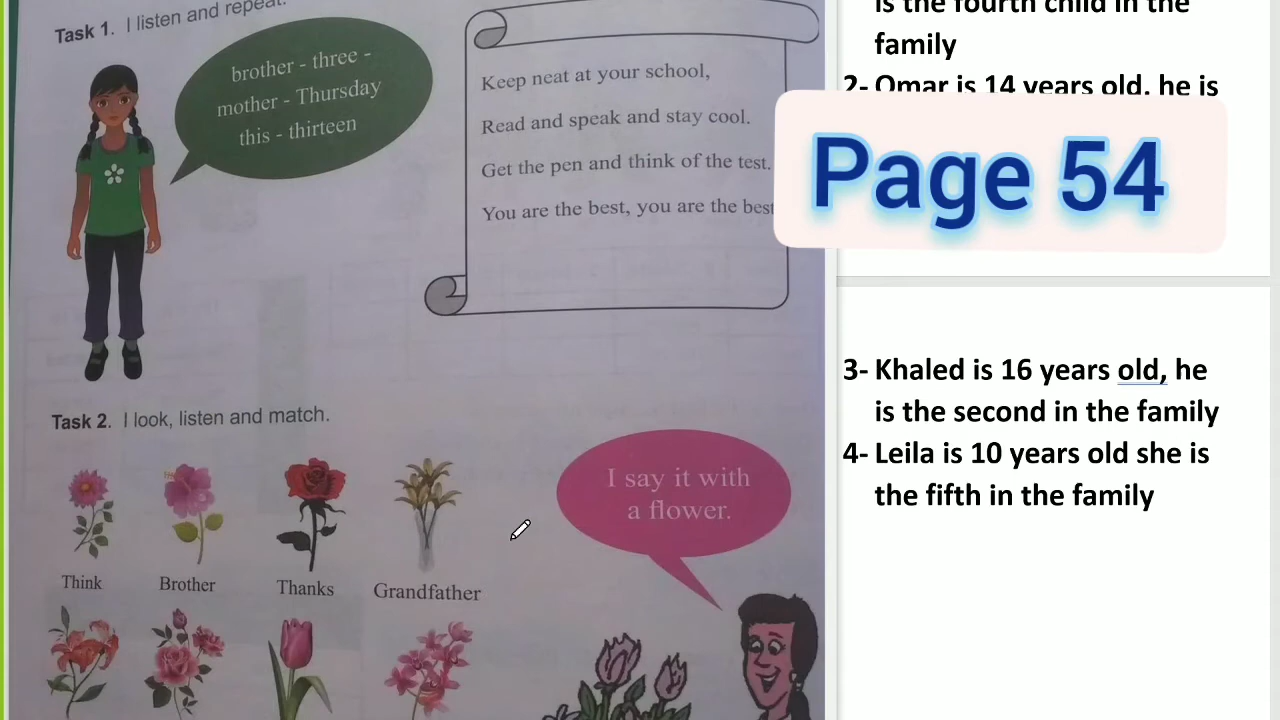 Task 1. I listen and repeat.
brother - three -
mother - Thursday
this - thirteen
Keep neat at your school,
Read and speak and stay cool.
Get the pen and think of the test.
You are the best, you are the best
Task 2. I look, listen and match.
I say it with
a flower.
Think
Brother
Thanks
Grandfather
is the fourth child in the
family
2- Omar is 14 years old, he is
Page 54
3- Khaled is 16 years old, he
is the second in the family
4- Leila is 10 years old she is
the fifth in the family